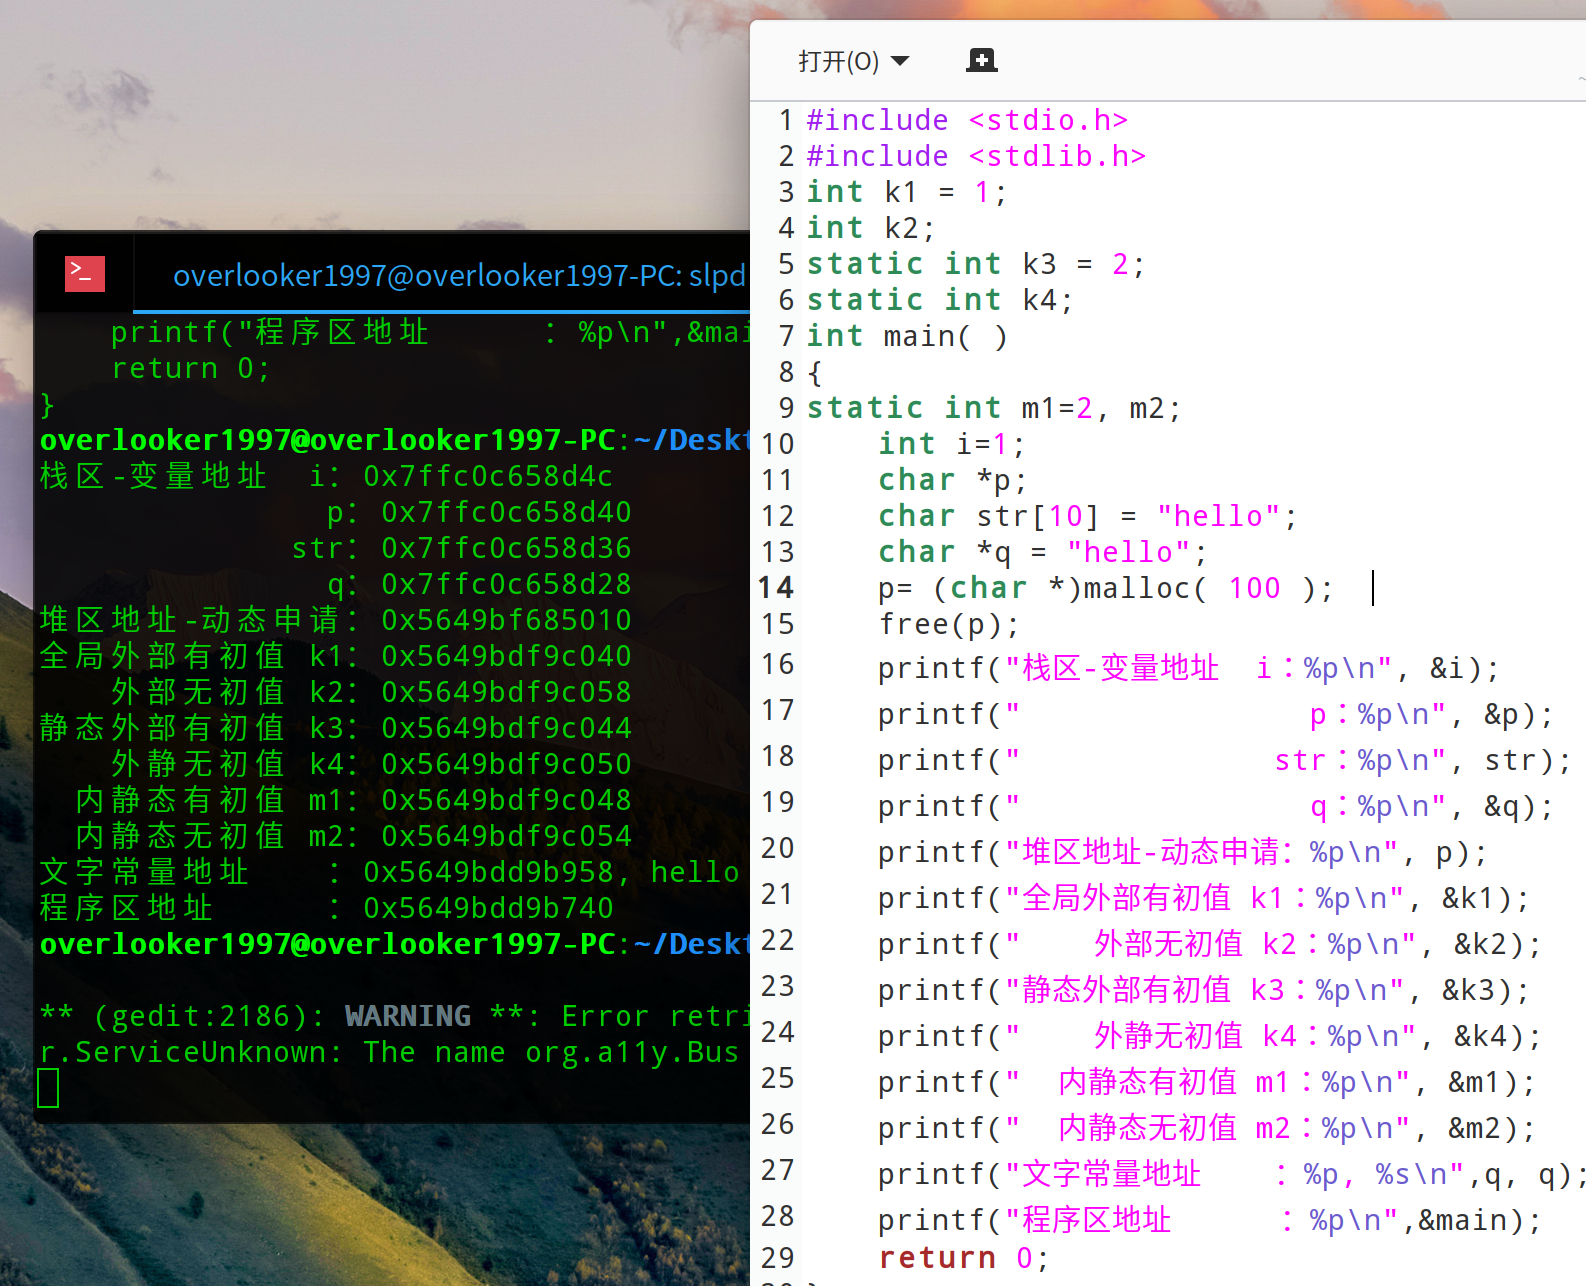 overlooker1997@overlooker1997-PC: slpd
    printf("程序区地址      : %p\n",&mai
    return 0;
}
overlooker1997@overlooker1997-PC:~/Deskt
栈区-变量地址  i: 0x7ffc0c658d4c
                p: 0x7ffc0c658d40
              str: 0x7ffc0c658d36
                q: 0x7ffc0c658d28
堆区地址-动态申请: 0x5649bf685010
全局外部有初值 k1: 0x5649bdf9c040
    外部无初值 k2: 0x5649bdf9c058
静态外部有初值 k3: 0x5649bdf9c044
    外静无初值 k4: 0x5649bdf9c050
  内静态有初值 m1: 0x5649bdf9c048
  内静态无初值 m2: 0x5649bdf9c054
文字常量地址    : 0x5649bdd9b958, hello
程序区地址      : 0x5649bdd9b740
overlooker1997@overlooker1997-PC:~/Deskt
** (gedit:2186): WARNING **: Error retri
r.ServiceUnknown: The name org.a11y.Bus
打开(O)
1 #include <stdio.h>
2 #include <stdlib.h>
3 int k1 = 1;
4 int k2;
5 static int k3 = 2;
6 static int k4;
7 int main( )
8 {
9 static int m1=2, m2;
10     int i=1;
11     char *p;
12     char str[10] = "hello";
13     char *q = "hello";
14     p= (char *)malloc( 100 );
15     free(p);
16     printf("栈区-变量地址  i：%p\n", &i);
17     printf("                p：%p\n", &p);
18     printf("              str：%p\n", str);
19     printf("                q：%p\n", &q);
20     printf("堆区地址-动态申请：%p\n", p);
21     printf("全局外部有初值 k1：%p\n", &k1);
22     printf("    外部无初值 k2：%p\n", &k2);
23     printf("静态外部有初值 k3：%p\n", &k3);
24     printf("    外静无初值 k4：%p\n", &k4);
25     printf("  内静态有初值 m1：%p\n", &m1);
26     printf("  内静态无初值 m2：%p\n", &m2);
27     printf("文字常量地址    ：%p, %s\n",q, q);
28     printf("程序区地址      ：%p\n",&main);
29     return 0;